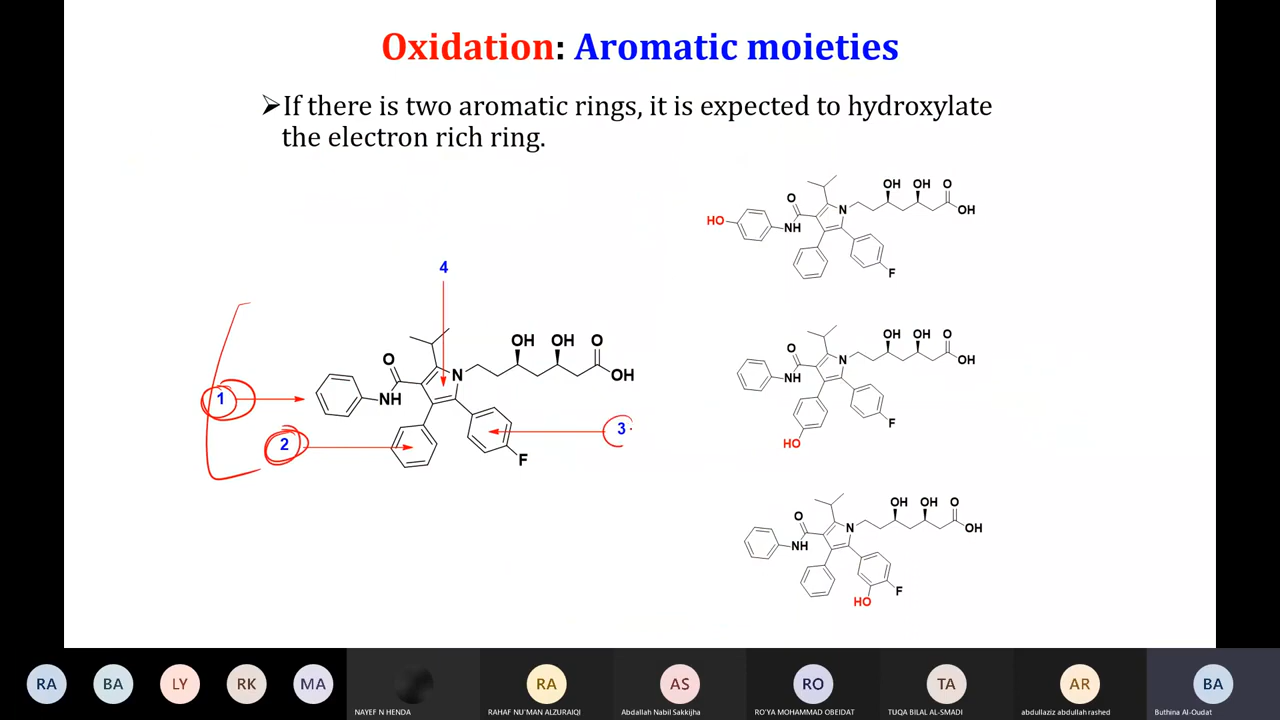 Oxidation: Aromatic moieties
➢If there is two aromatic rings, it is expected to hydroxylate
the electron rich ring.
4
1
2
3
OH OH O
OH
O
N
NH
F
OH OH O
OH
O
N
HO
NH
F
OH OH O
OH
O
N
NH
F
HO
OH OH O
OH
O
N
NH
F
HO
RA
BA
LY
RK
MA
NAYEF N HENDA
RA
RAHAF NU'MAN ALZURAIQI
AS
Abdallah Nabil Sakkijha
RO
RO'YA MOHAMMAD OBEIDAT
TA
TUQA BILAL AL-SMADI
AR
abdullaziz abdullah rashed
BA
Buthina Al-Oudat